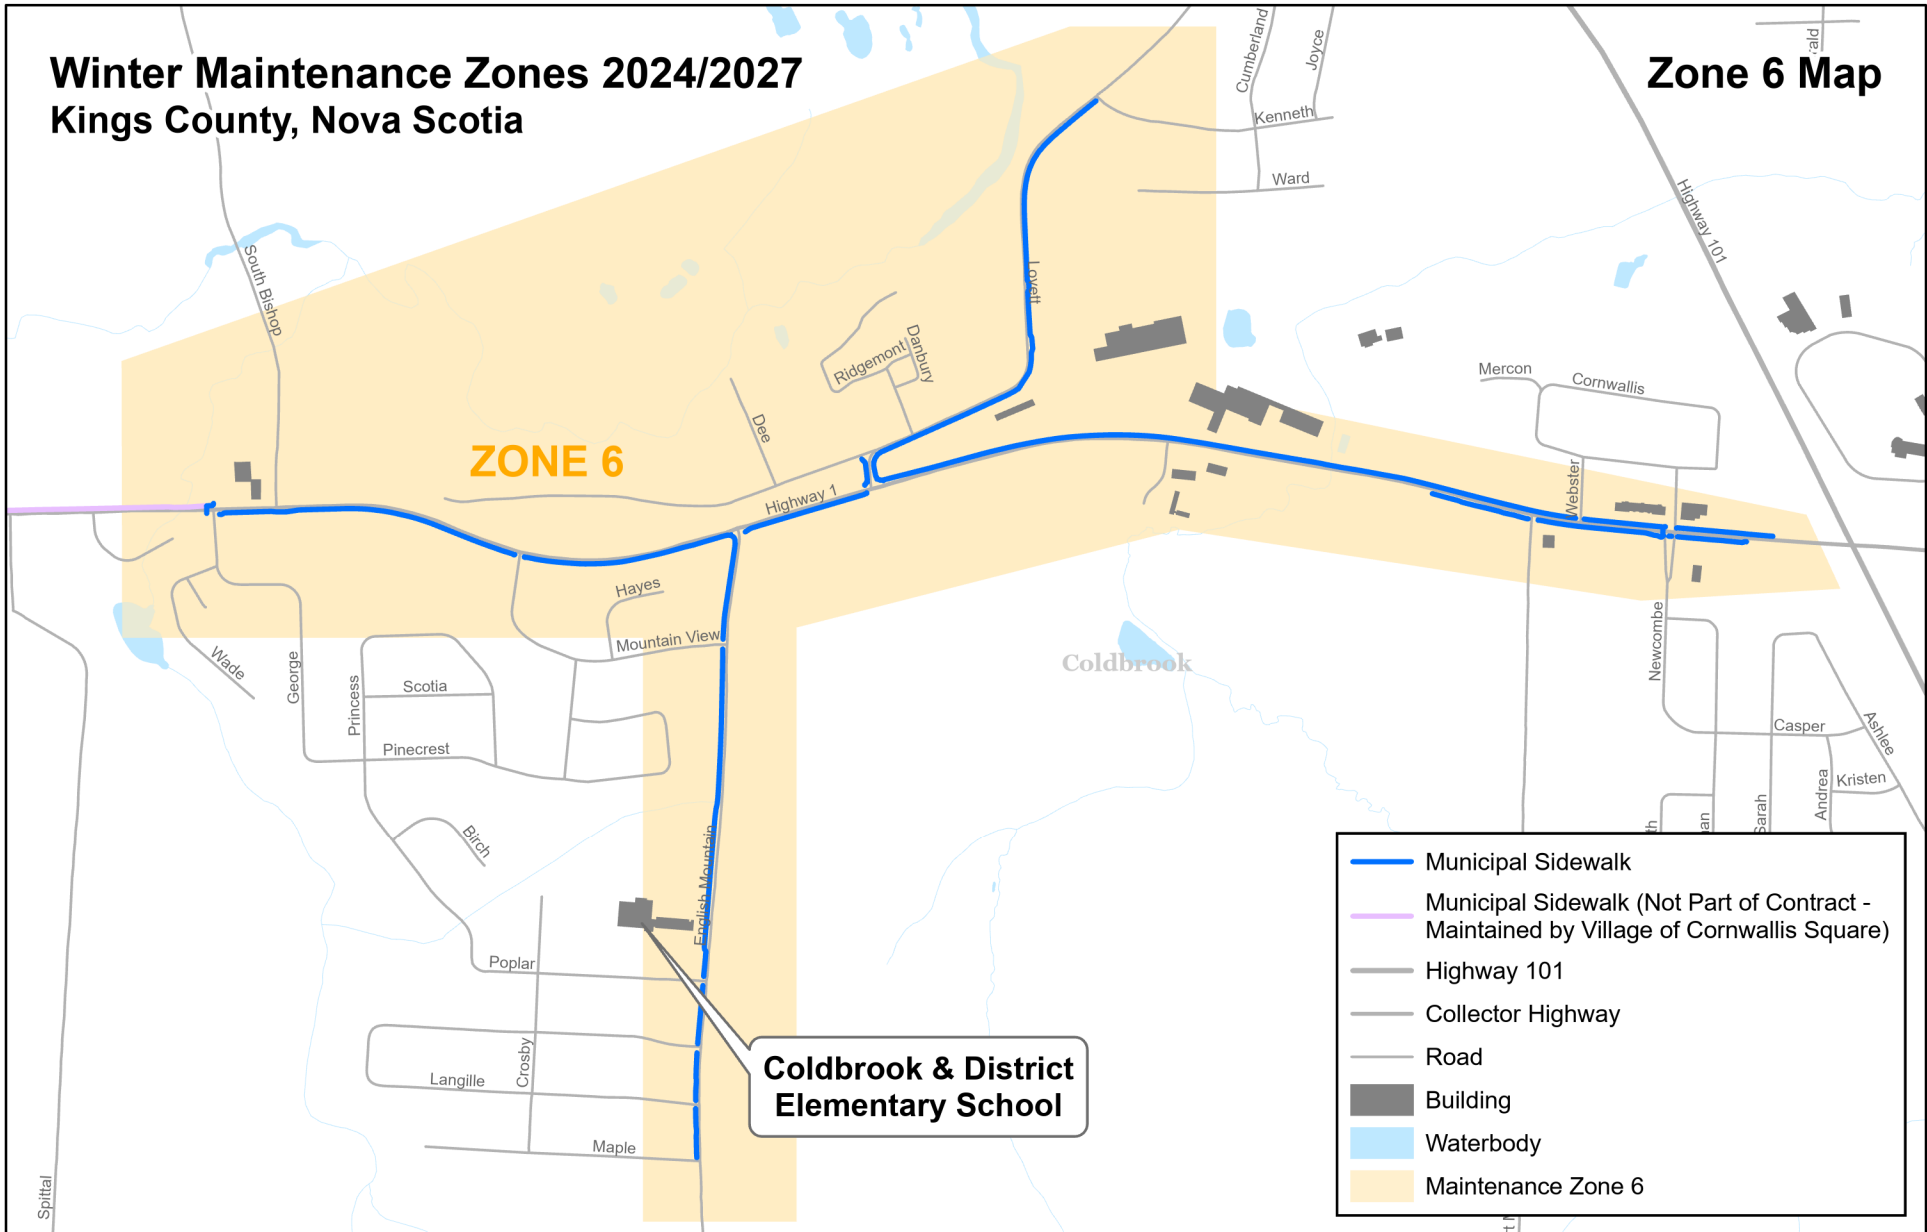 Winter Maintenance Zones 2024/2027
Kings County, Nova Scotia
Zone 6 Map
Cumberland
Joyce
Kenneth
Ward
Highway 101
South Bishop
Lovett
Danbury
Ridgemont
Dee
ZONE 6
Highway 1
Mercon
Cornwallis
Webster
Hayes
Mountain View
Wade
George
Princess
Scotia
Pinecrest
Birch
English Mountain
Coldbrook
Newcombe
Casper
Ashlee
Kristen
Andrea
Sarah
Poplar
Crosby
Langille
Maple
Spittal
Coldbrook & District
Elementary School
Municipal Sidewalk
Municipal Sidewalk (Not Part of Contract -
Maintained by Village of Cornwallis Square)
Highway 101
Collector Highway
Road
Building
Waterbody
Maintenance Zone 6